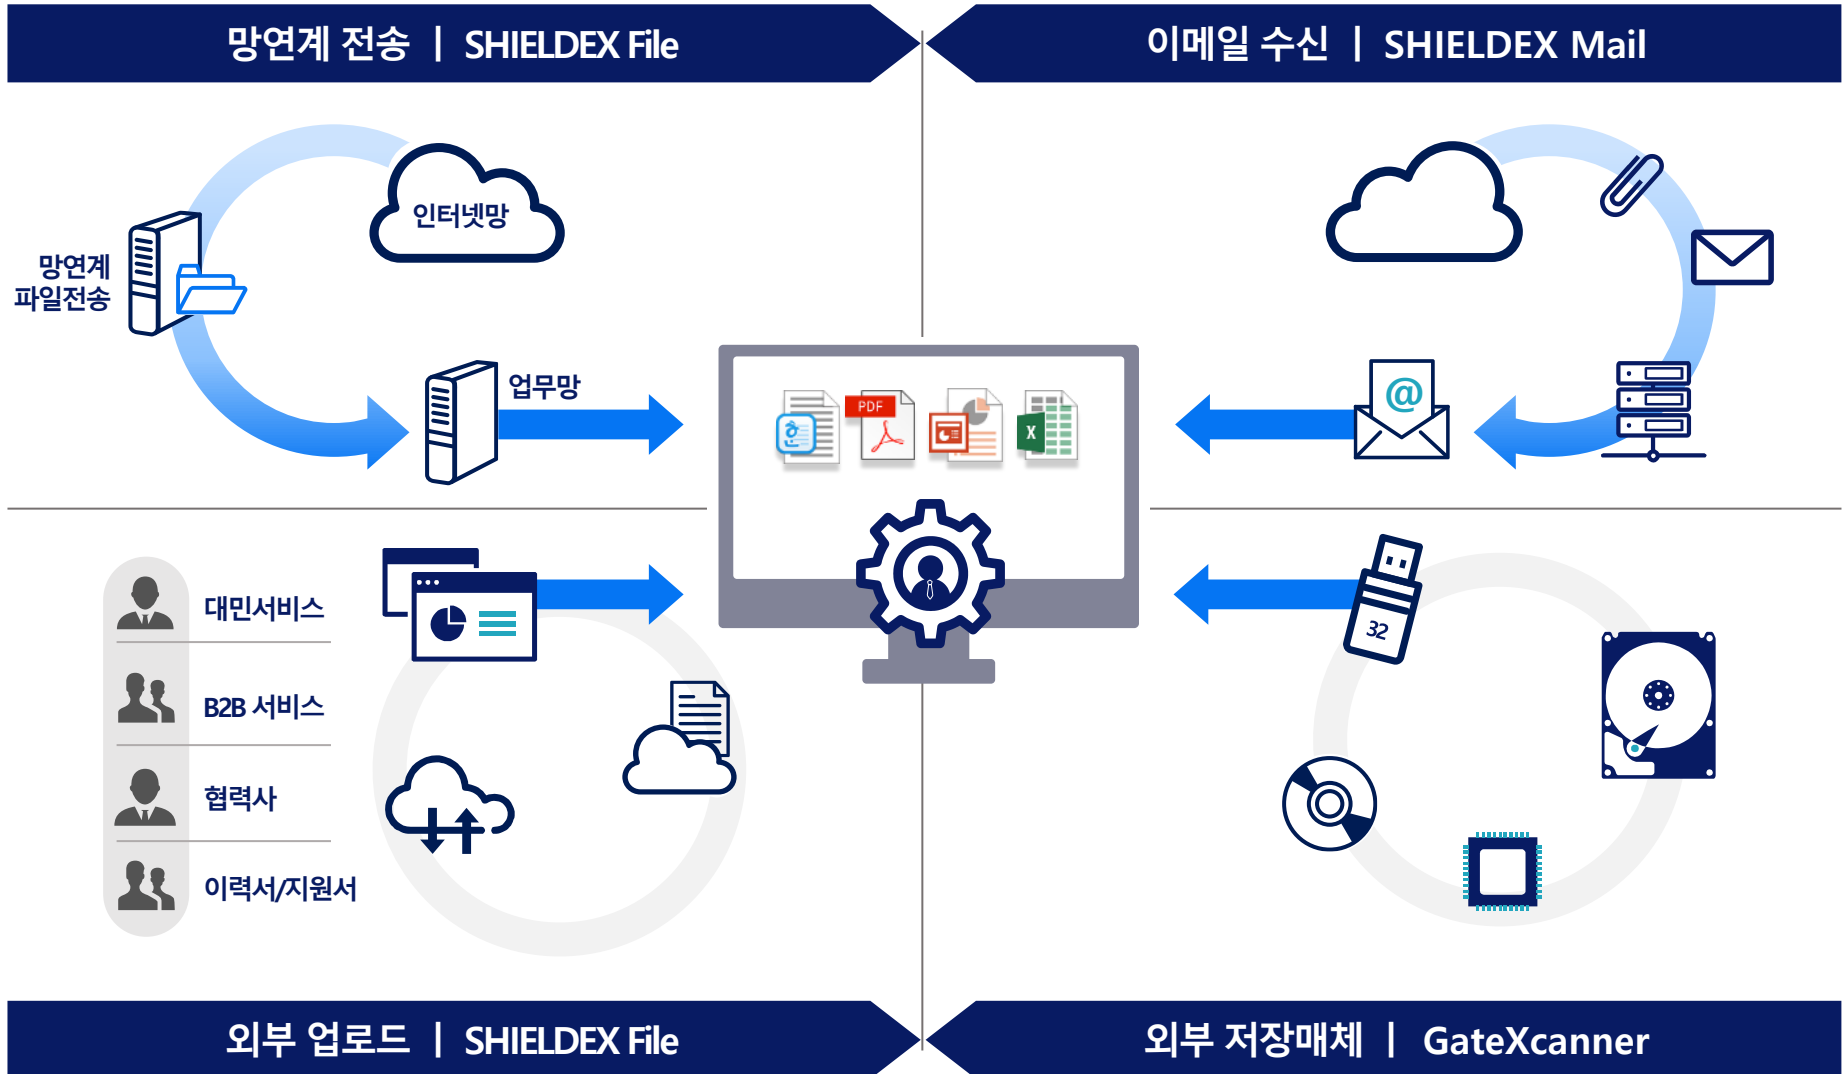 망연계 전송 | SHIELDEX File
이메일 수신 | SHIELDEX Mail
인터넷망
망연계
파일전송
업무망
@
한
PDF
X
대민서비스
B2B 서비스
협력사
이력서/지원서
32
외부 업로드 | SHIELDEX File
외부 저장매체 | GateXcanner